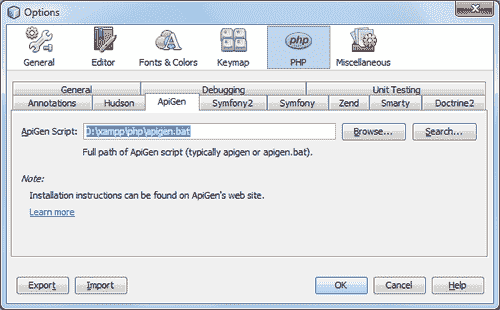 Options
php
General Editor Fonts & Colors Keymap PHP Miscellaneous
General Debugging Unit Testing
Annotations Hudson ApiGen Symfony2 Symfony Zend Smarty Doctrine2
ApiGen Script: D:\xampp\php\apigen.bat Browse... Search...
Full path of ApiGen script (typically apigen or apigen.bat).
Note:
Installation instructions can be found on ApiGen's web site.
Learn more
Export Import OK Cancel Help